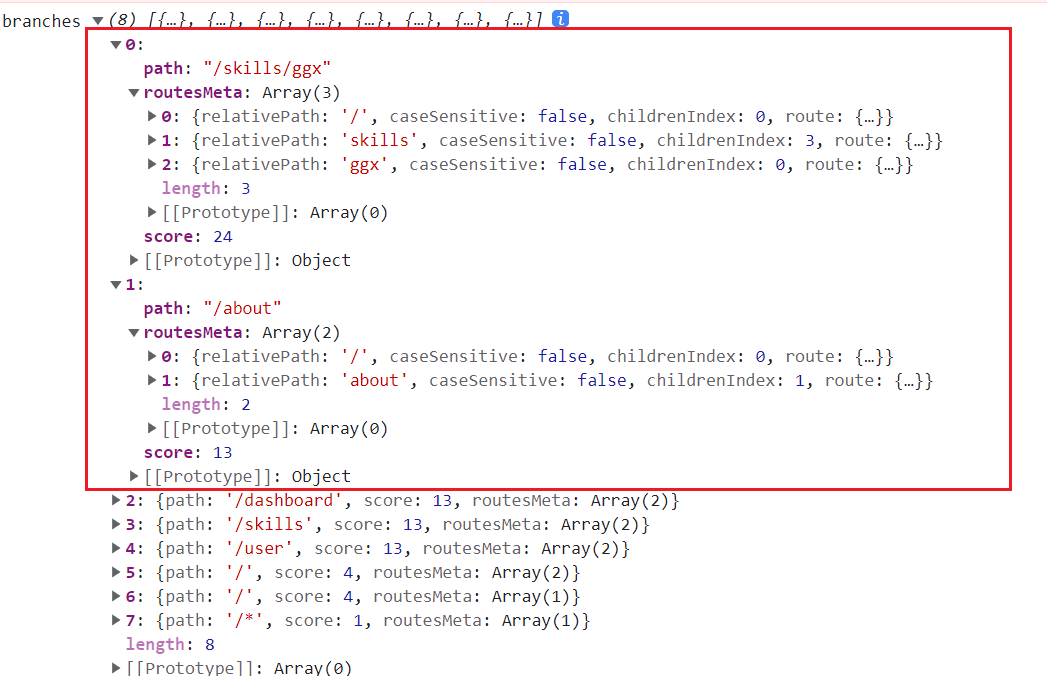 branches ▼(8) [{…}, {…}, {…}, {…}, {…}, {…}, {…}, {…}] i
▼0:
path: "/skills/ggx"
▼routesMeta: Array(3)
▶0: {relativePath: '/', caseSensitive: false, childrenIndex: 0, route: {…}}
▶1: {relativePath: 'skills', caseSensitive: false, childrenIndex: 3, route: {…}}
▶2: {relativePath: 'ggx', caseSensitive: false, childrenIndex: 0, route: {…}}
length: 3
▶[[Prototype]]: Array(0)
score: 24
▶[[Prototype]]: Object
▼1:
path: "/about"
▼routesMeta: Array(2)
▶0: {relativePath: '/', caseSensitive: false, childrenIndex: 0, route: {…}}
▶1: {relativePath: 'about', caseSensitive: false, childrenIndex: 1, route: {…}}
length: 2
▶[[Prototype]]: Array(0)
score: 13
▶[[Prototype]]: Object
▶2: {path: '/dashboard', score: 13, routesMeta: Array(2)}
▶3: {path: '/skills', score: 13, routesMeta: Array(2)}
▶4: {path: '/user', score: 13, routesMeta: Array(2)}
▶5: {path: '/', score: 4, routesMeta: Array(2)}
▶6: {path: '/', score: 4, routesMeta: Array(1)}
▶7: {path: '/*', score: 1, routesMeta: Array(1)}
length: 8
▶[[Prototype]]: Array(0)